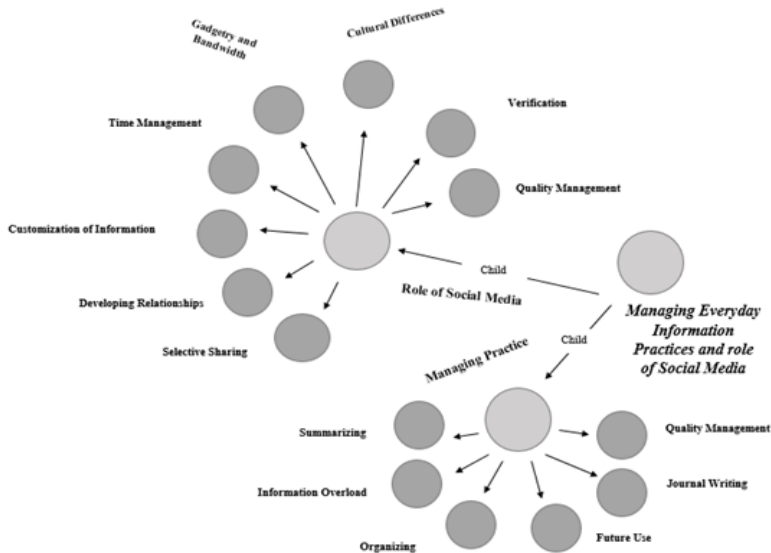 Gadgetry and
Bandwidth
Cultural Differences
Verification
Time Management
Quality Management
Customization of Information
Child
Role of Social Media
Developing Relationships
Selective Sharing
Managing Everyday
Information
Practices and role
of Social Media
Child
Managing Practice
Summarizing
Quality Management
Information Overload
Journal Writing
Organizing
Future Use